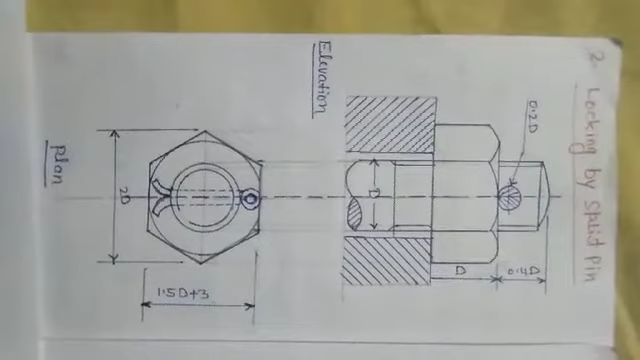 2. Locking by Split Pin
0.2D
D
D
0.4D
Elevation
2D
1.5D+3
Plan